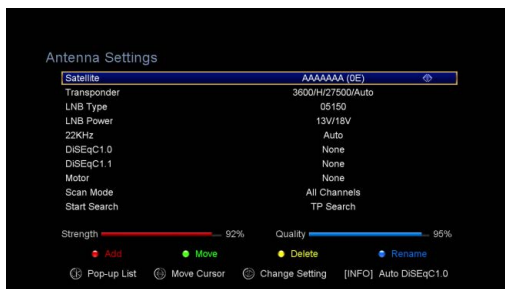 Antenna Settings
Satellite AAAAAAA (0E)
Transponder 3600/H/27500/Auto
LNB Type 05150
LNB Power 13V/18V
22KHz Auto
DiSEqC1.0 None
DiSEqC1.1 None
Motor None
Scan Mode All Channels
Start Search TP Search
Strength 92% Quality 95%
Add Move Delete Rename
Pop-up List Move Cursor Change Setting [INFO] Auto DiSEqC1.0